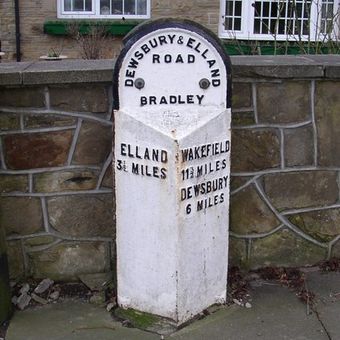 DEWSBURY & ELLAND
ROAD
BRADLEY
ELLAND
3½ MILES
WAKEFIELD
11¾ MILES
DEWSBURY
6 MILES